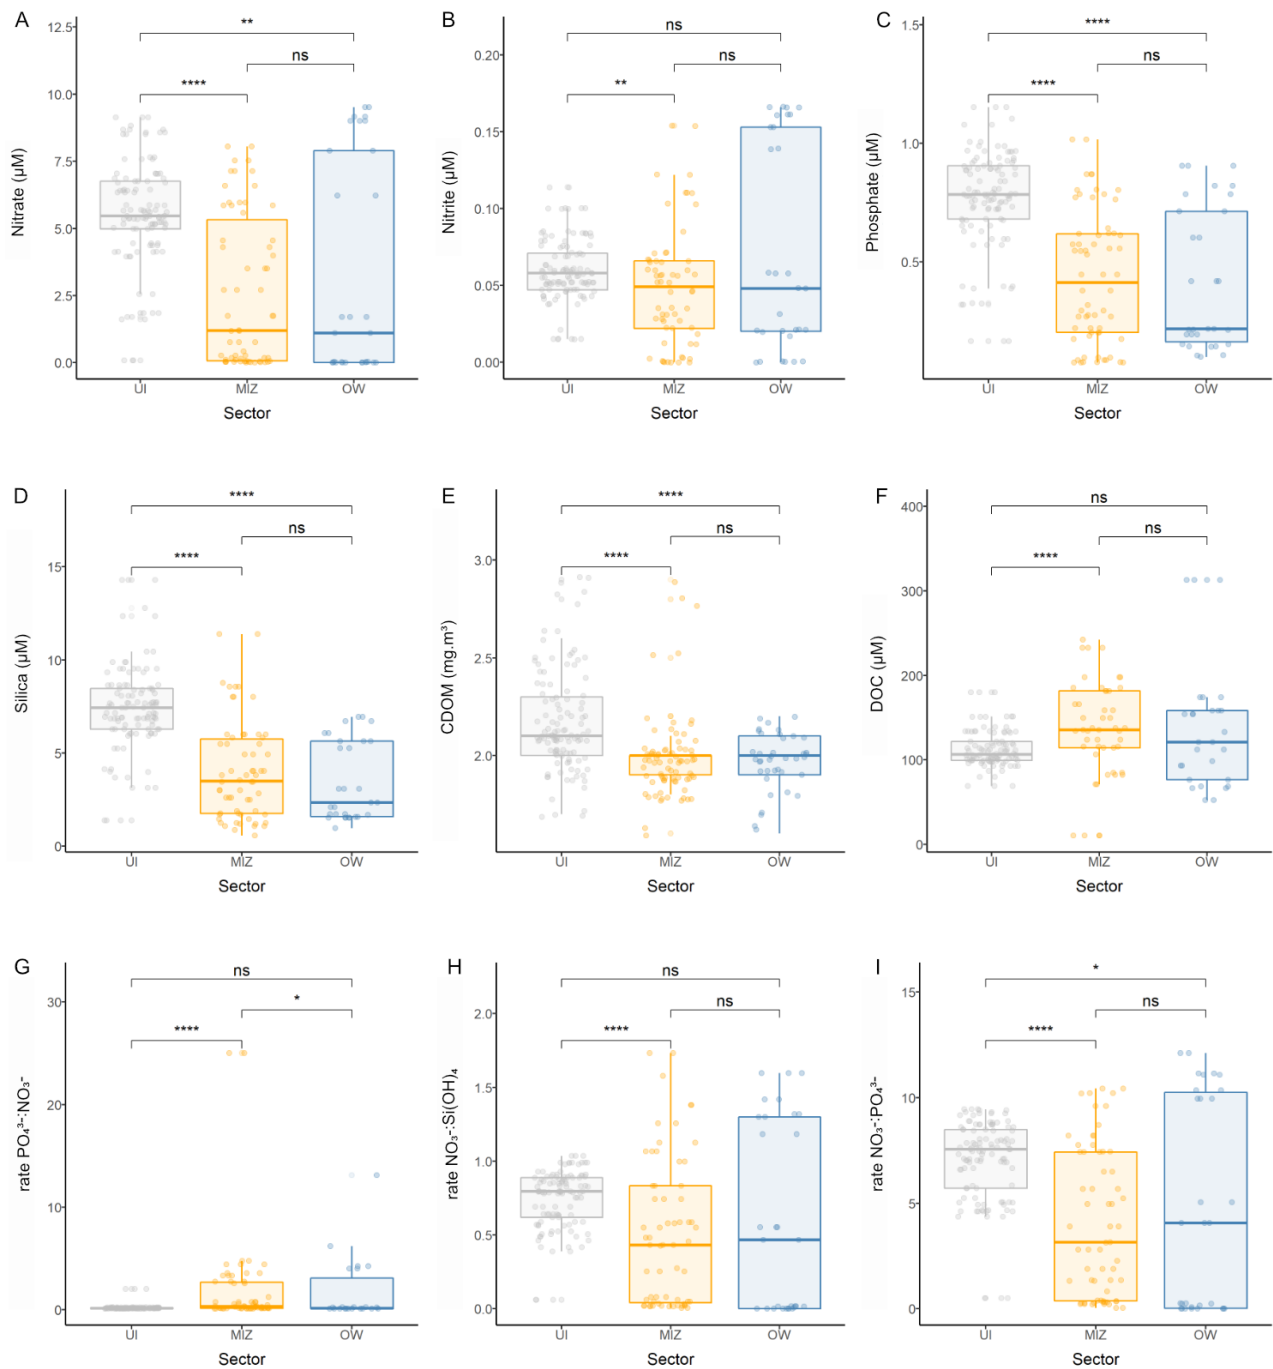 A
**
ns
****
12.5
10.0
7.5
5.0
2.5
0.0
Nitrate (µM)
UI MIZ OW
Sector
B
ns
ns
**
0.20
0.15
0.10
0.05
0.00
Nitrite (µM)
UI MIZ OW
Sector
C
****
ns
****
1.5
1.0
0.5
Phosphate (µM)
UI MIZ OW
Sector
D
****
ns
****
15
10
5
0
Silica (µM)
UI MIZ OW
Sector
E
****
ns
****
3.0
2.5
2.0
CDOM (mg.m³)
UI MIZ OW
Sector
F
ns
ns
****
400
300
200
100
0
DOC (µM)
UI MIZ OW
Sector
G
ns
*
****
30
20
10
0
rate PO₄³⁻:NO₃⁻
UI MIZ OW
Sector
H
ns
ns
****
2.0
1.5
1.0
0.5
0.0
rate NO₃⁻:Si(OH)₄
UI MIZ OW
Sector
I
*
ns
****
15
10
5
0
rate NO₃⁻:PO₄³⁻
UI MIZ OW
Sector